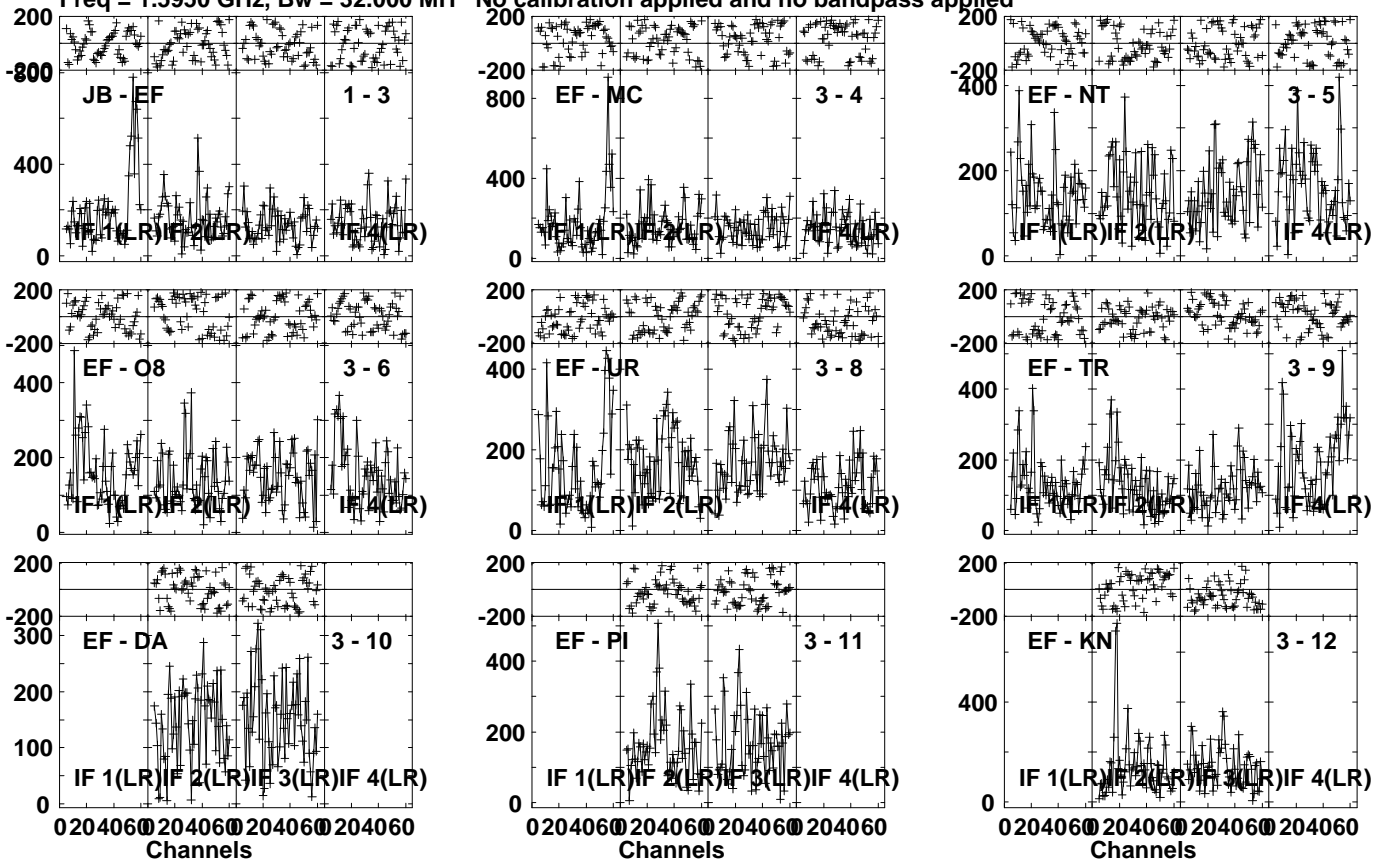 Freq = 1.5950 GHz, Bw = 32.000 MH No calibration applied and no bandpass applied
200 200 200
-200 -200 -200
800 800 400
JB - EF 1 - 3 EF - MC 3 - 4 EF - NT 3 - 5
400 400 200
IF 1(LR) IF 2(LR) IF 4(LR) IF 1(LR) IF 2(LR) IF 4(LR) IF 1(LR) IF 2(LR) IF 4(LR)
0 0 0
200 200 200
-200 -200 -200
EF - O8 3 - 6 EF - UR 3 - 8 EF - TR 3 - 9
400 400 400
200 200 200
IF 1(LR) IF 2(LR) IF 4(LR) IF 1(LR) IF 2(LR) IF 4(LR) IF 1(LR) IF 2(LR) IF 4(LR)
0 0 0
200 200 200
-200 -200 -200
300
EF - DA 3 - 10 EF - PI 3 - 11 EF - KN 3 - 12
200 400 400
100 200
IF 1(LR) IF 2(LR) IF 3(LR) IF 4(LR) IF 1(LR) IF 2(LR) IF 3(LR) IF 4(LR) IF 1(LR) IF 2(LR) IF 3(LR) IF 4(LR)
0 0 0
0 20 40 60 0 20 40 60 0 20 40 60 0 20 40 60 0 20 40 60 0 20 40 60 0 20 40 60 0 20 40 60 0 20 40 60 0 20 40 60 0 20 40 60 0 20 40 60
Channels Channels Channels